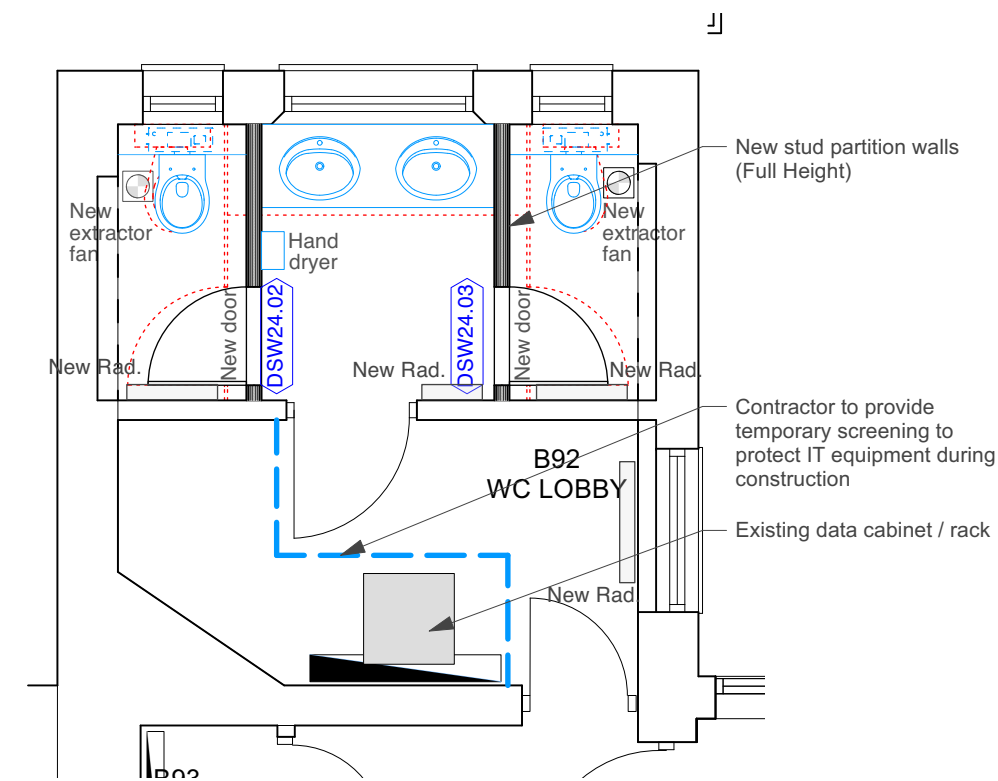 New stud partition walls
(Full Height)
New
extractor
fan
Hand
dryer
New
extractor
fan
DSW24.02
New door
DSW24.03
New door
New Rad.
New Rad.
New Rad.
Contractor to provide
temporary screening to
protect IT equipment during
construction
B92
WC LOBBY
Existing data cabinet / rack
New Rad.
B93